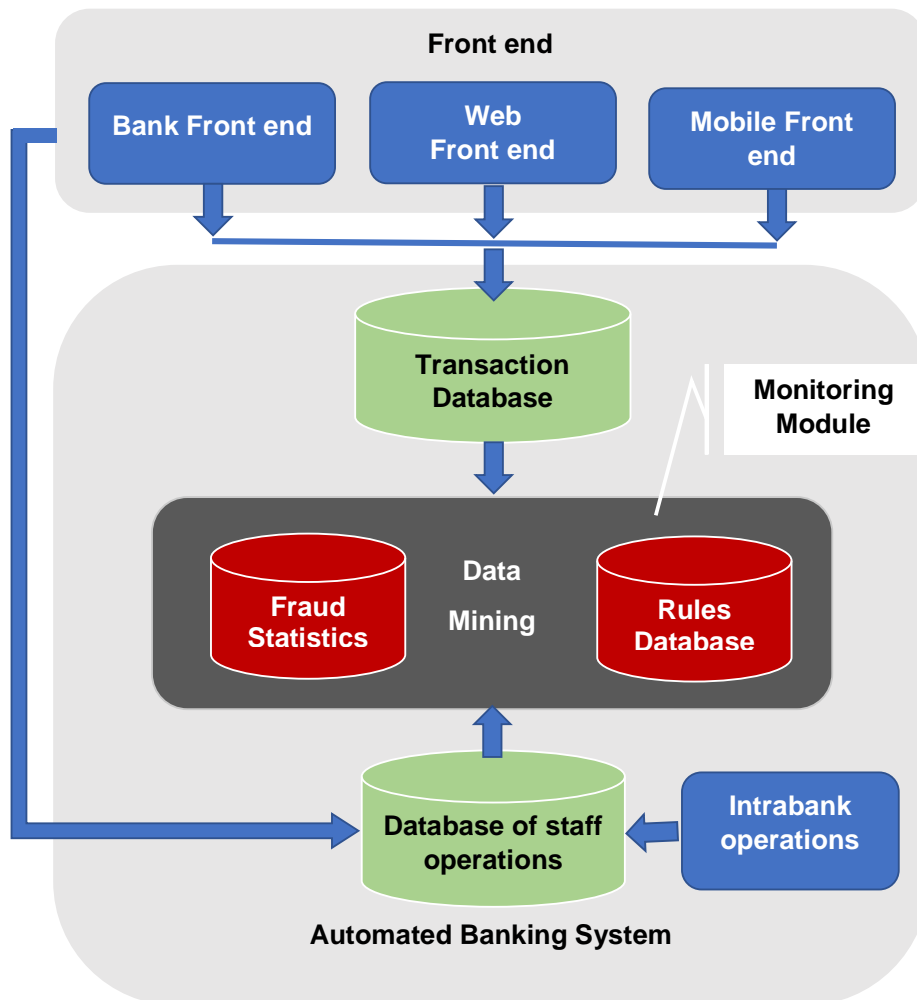 Front end
Bank Front end
Web
Front end
Mobile Front
end
Transaction
Database
Monitoring
Module
Data
Mining
Fraud
Statistics
Rules
Database
Database of staff
operations
Intrabank
operations
Automated Banking System